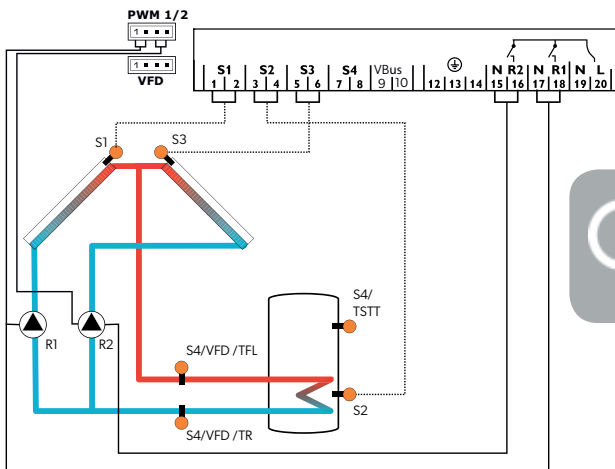 PWM 1/2
1
1
VFD
S1 S2 S3 S4 VBus N R2 N R1 N L
1 2 3 4 5 6 7 8 9 10 12 13 14 15 16 17 18 19 20
S1 S3
S4/
TSTT
R1 R2
S4/VFD /TFL
S2
S4/VFD /TR